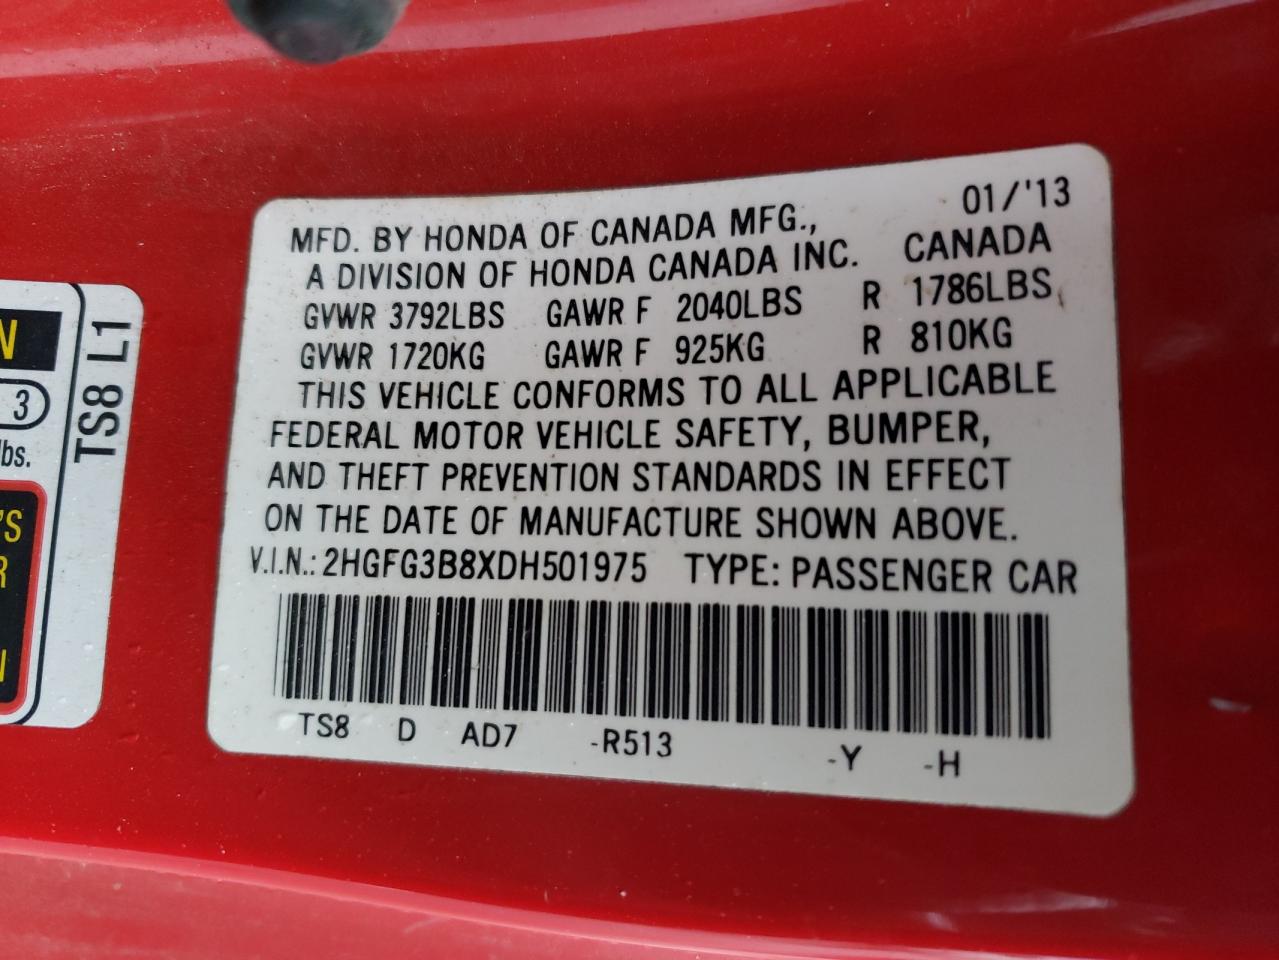 01/'13
MFD. BY HONDA OF CANADA MFG.,
A DIVISION OF HONDA CANADA INC. CANADA
GVWR 3792LBS GAWR F 2040LBS R 1786LBS
GVWR 1720KG GAWR F 925KG R 810KG
THIS VEHICLE CONFORMS TO ALL APPLICABLE
FEDERAL MOTOR VEHICLE SAFETY, BUMPER,
AND THEFT PREVENTION STANDARDS IN EFFECT
ON THE DATE OF MANUFACTURE SHOWN ABOVE.
V.I.N.: 2HGFG3B8XDH501975 TYPE: PASSENGER CAR
TS8 D AD7 -R513 -Y -H
TS8 L1
N
3
lbs.
'S
R
N